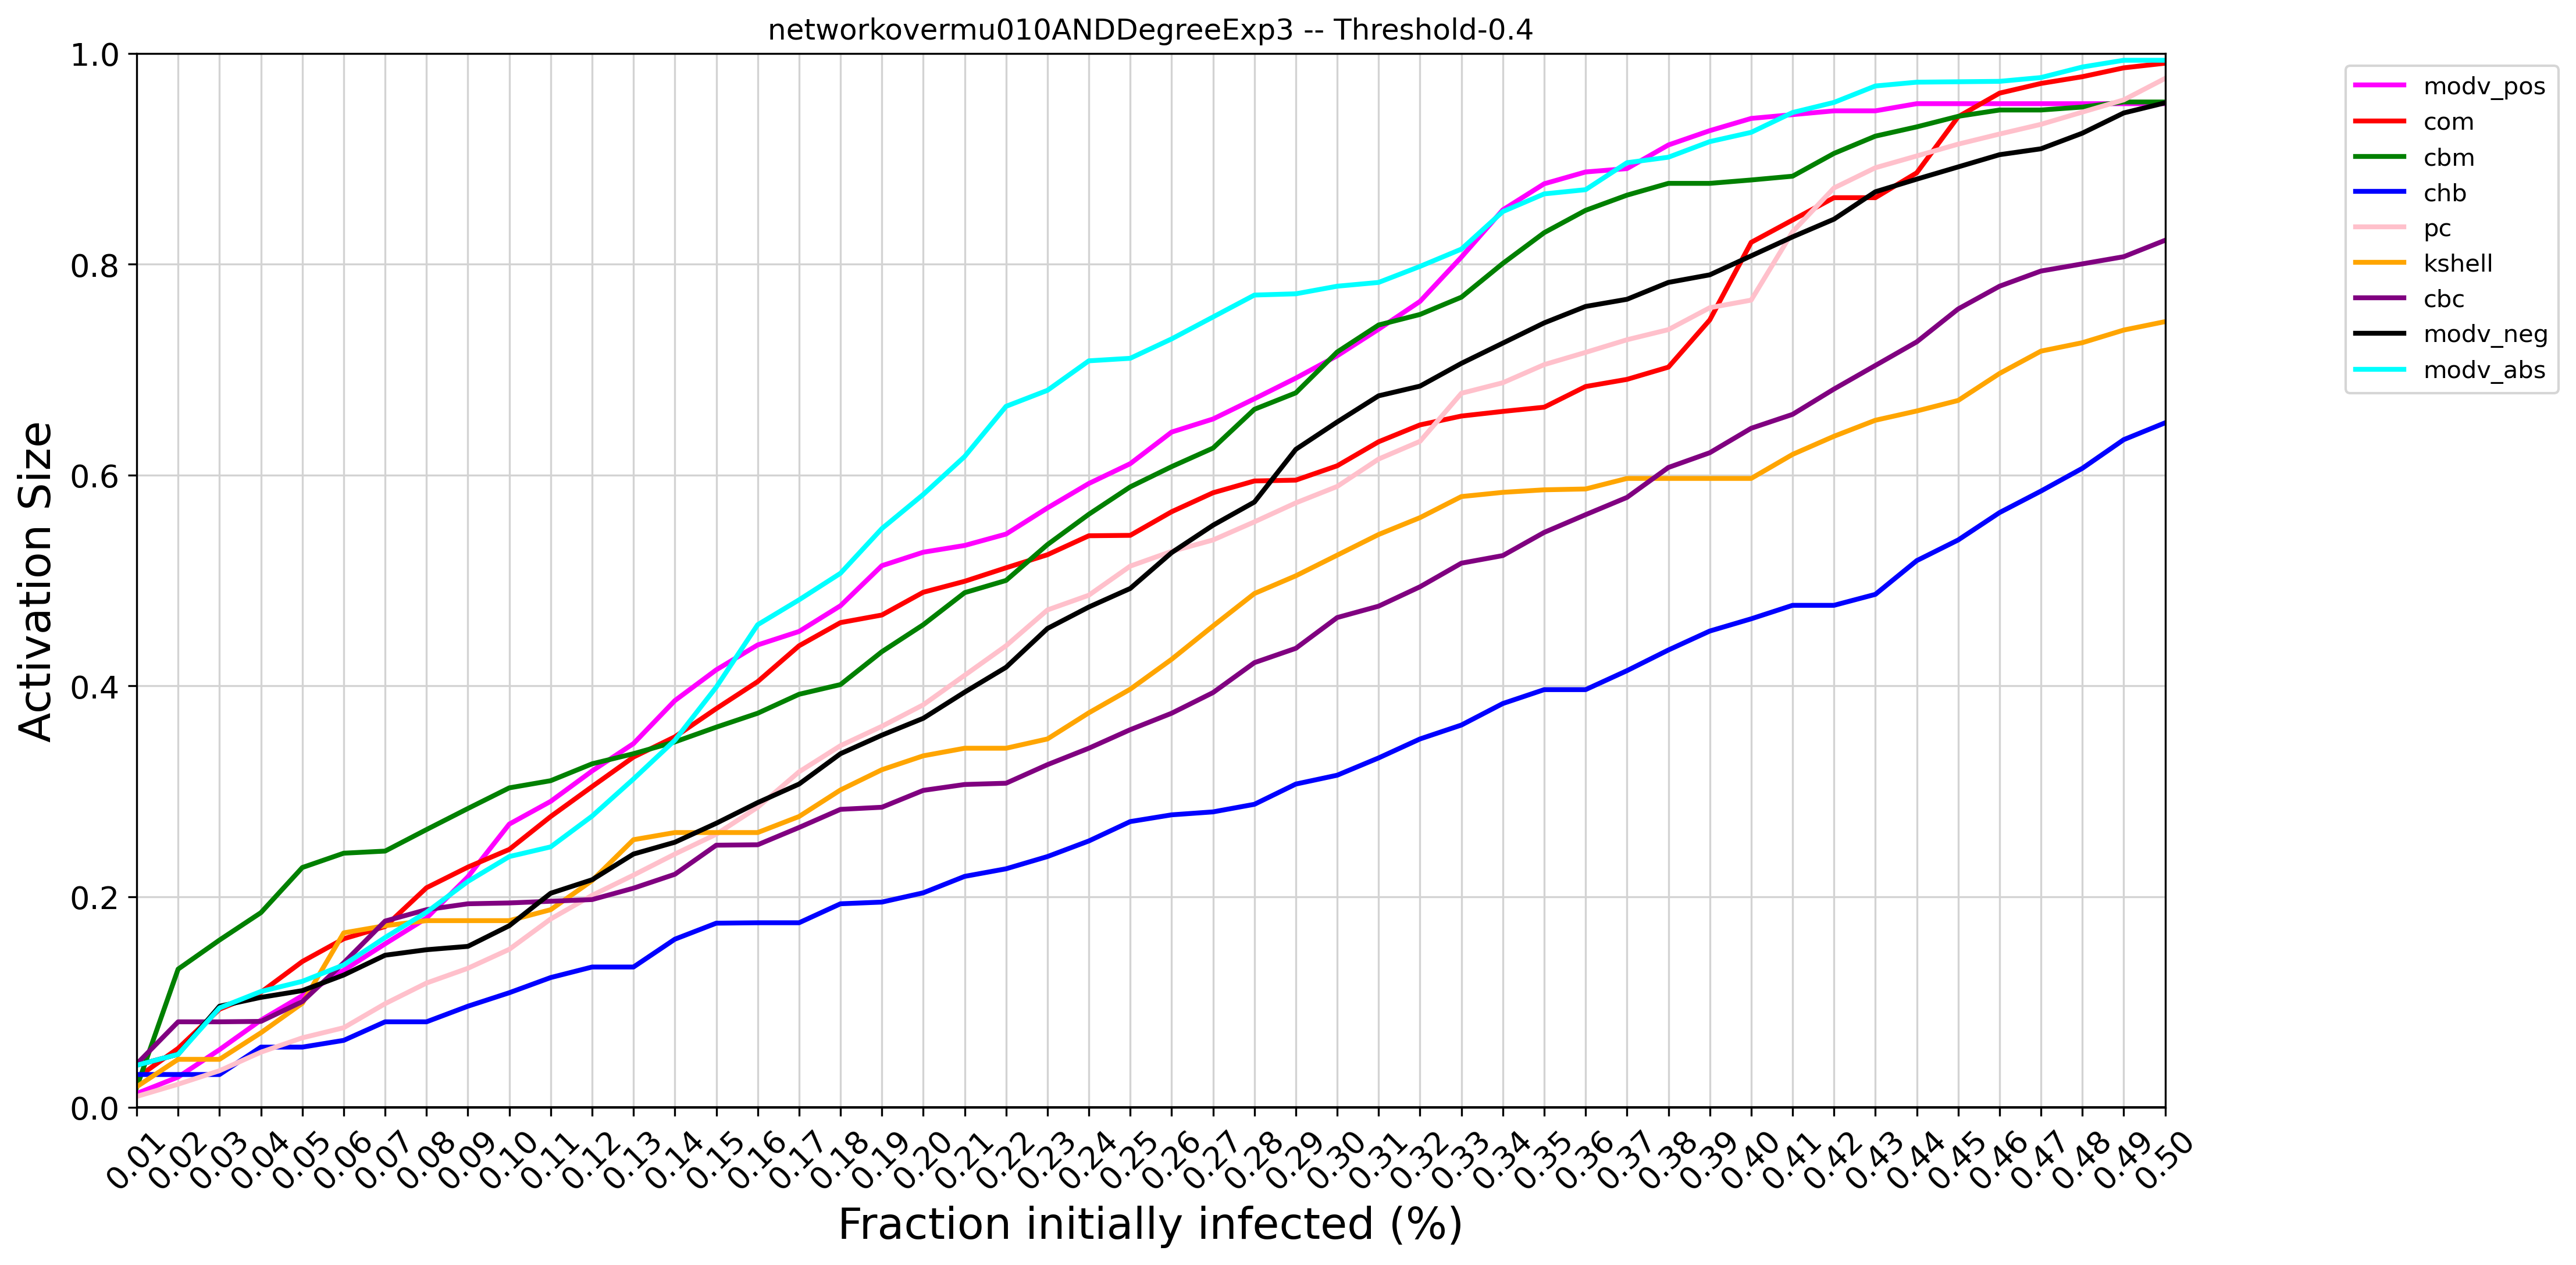 networkovermu010ANDDegreeExp3 -- Threshold-0.4
1.0
0.8
0.6
0.4
0.2
0.0
Activation Size
0.01 0.02 0.03 0.04 0.05 0.06 0.07 0.08 0.09 0.10 0.11 0.12 0.13 0.14 0.15 0.16 0.17 0.18 0.19 0.20 0.21 0.22 0.23 0.24 0.25 0.26 0.27 0.28 0.29 0.30 0.31 0.32 0.33 0.34 0.35 0.36 0.37 0.38 0.39 0.40 0.41 0.42 0.43 0.44 0.45 0.46 0.47 0.48 0.49 0.50
Fraction initially infected (%)
modv_pos
com
cbm
chb
pc
kshell
cbc
modv_neg
modv_abs